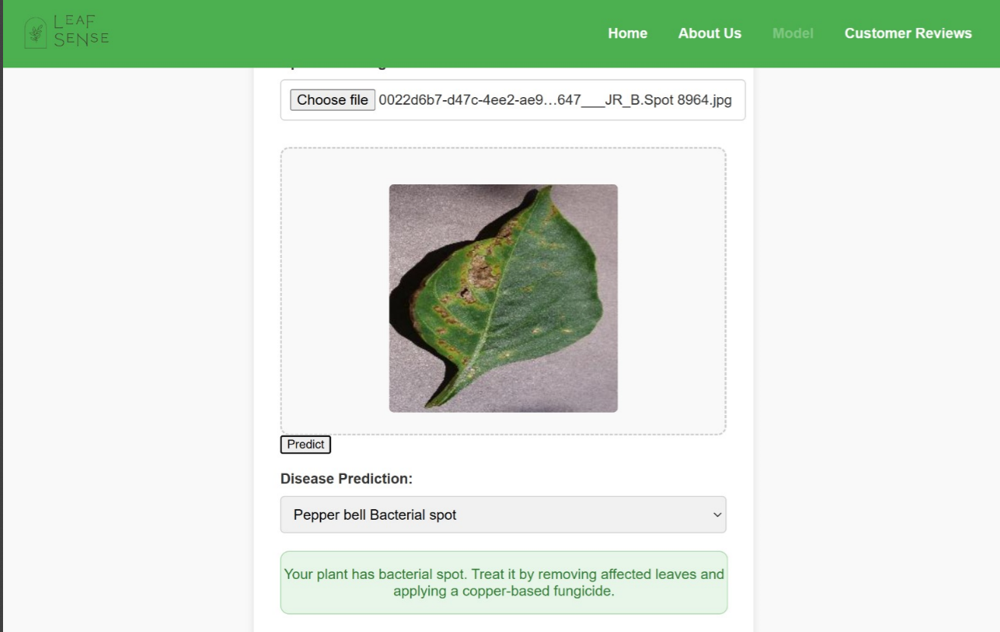 LEAF
SENSE
Home About Us Model Customer Reviews
Choose file 0022d6b7-d47c-4ee2-ae9…647___JR_B.Spot 8964.jpg
Predict
Disease Prediction:
Pepper bell Bacterial spot
Your plant has bacterial spot. Treat it by removing affected leaves and
applying a copper-based fungicide.